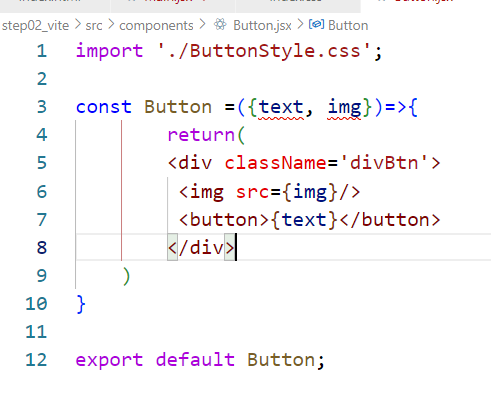 step02_vite > src > components > Button.jsx > Button
1 import './ButtonStyle.css';
2
3 const Button =({text, img})=>{
4 return(
5 <div className='divBtn'>
6 <img src={img}/>
7 <button>{text}</button>
8 </div>
9 )
10 }
11
12 export default Button;